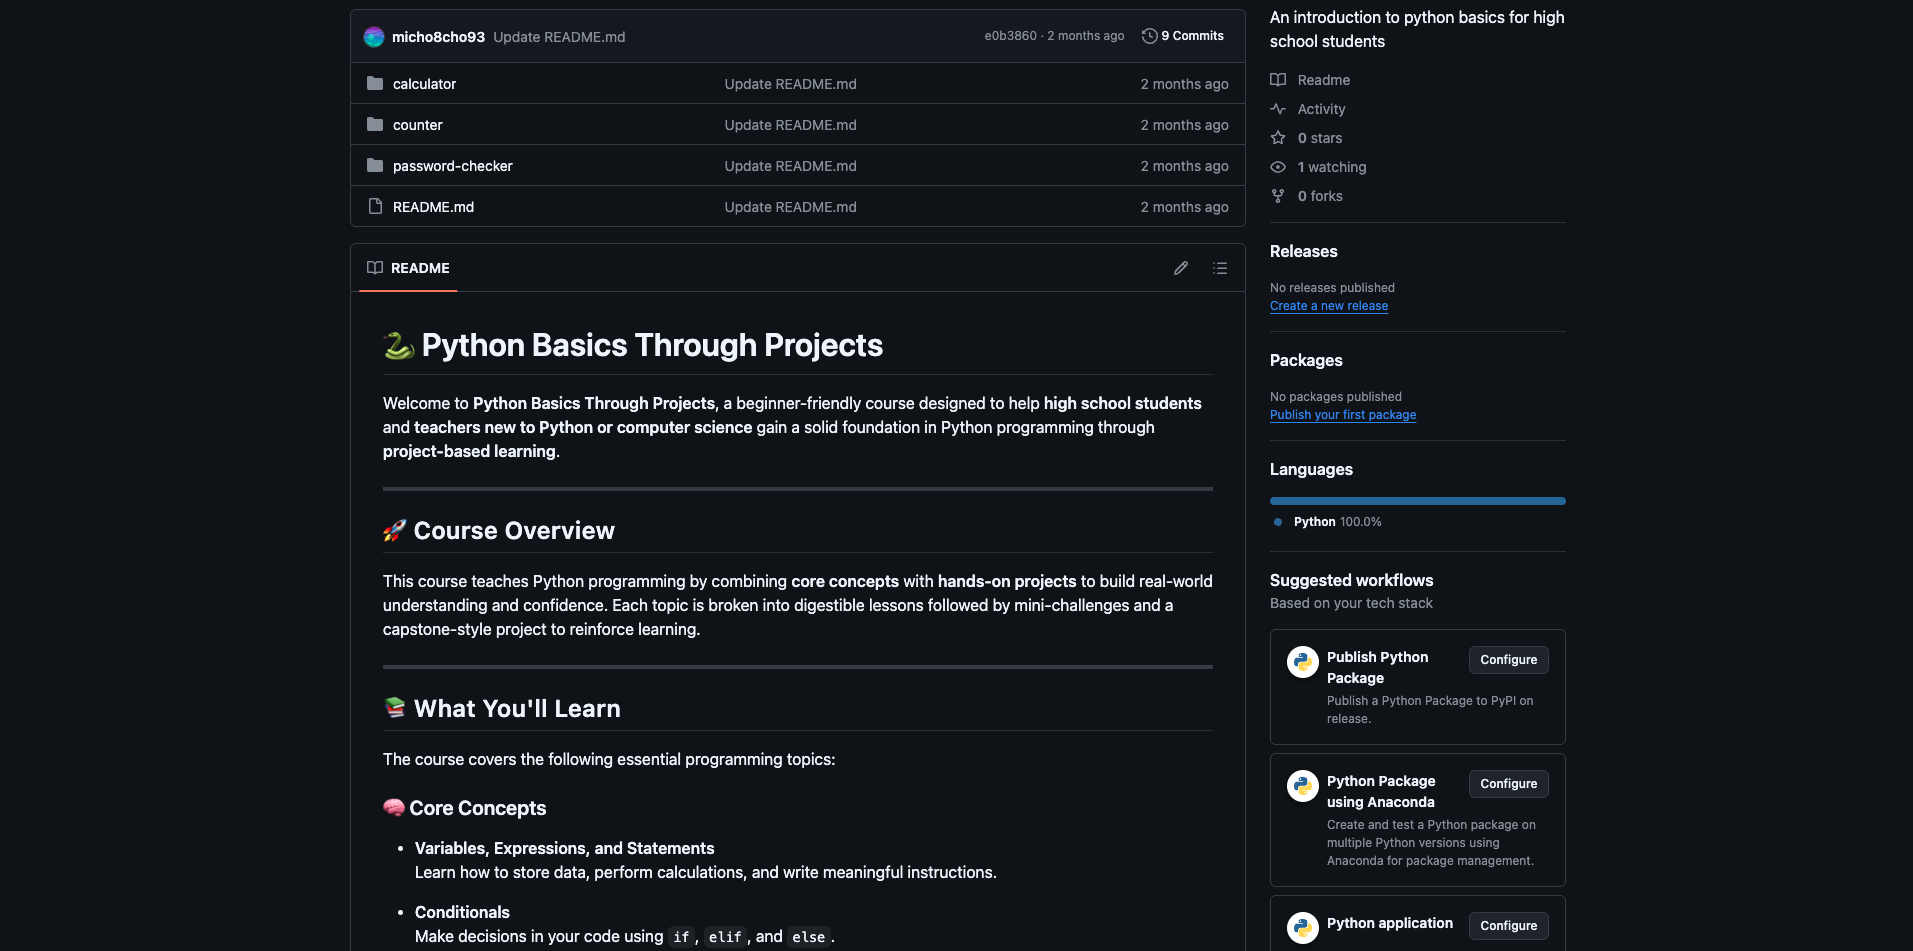 micho8cho93 Update README.md e0b3860 · 2 months ago 9 Commits
calculator Update README.md 2 months ago
counter Update README.md 2 months ago
password-checker Update README.md 2 months ago
README.md Update README.md 2 months ago
README
🐍 Python Basics Through Projects
Welcome to Python Basics Through Projects, a beginner-friendly course designed to help high school students
and teachers new to Python or computer science gain a solid foundation in Python programming through
project-based learning.
🚀 Course Overview
This course teaches Python programming by combining core concepts with hands-on projects to build real-world
understanding and confidence. Each topic is broken into digestible lessons followed by mini-challenges and a
capstone-style project to reinforce learning.
📚 What You'll Learn
The course covers the following essential programming topics:
🧠 Core Concepts
• Variables, Expressions, and Statements
Learn how to store data, perform calculations, and write meaningful instructions.
• Conditionals
Make decisions in your code using if, elif, and else.
An introduction to python basics for high
school students
Readme
Activity
0 stars
1 watching
0 forks
Releases
No releases published
Create a new release
Packages
No packages published
Publish your first package
Languages
Python 100.0%
Suggested workflows
Based on your tech stack
Publish Python
Package
Configure
Publish a Python Package to PyPI on
release.
Python Package
using Anaconda
Configure
Create and test a Python package on
multiple Python versions using
Anaconda for package management.
Python application
Configure